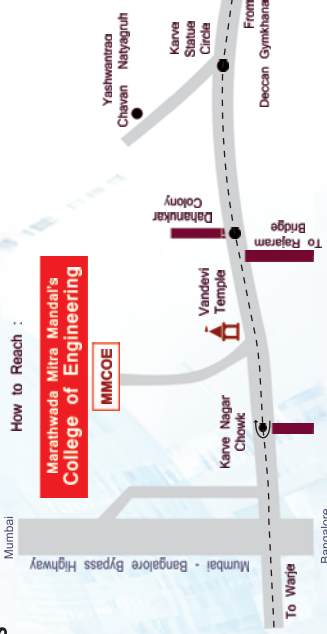 How to Reach :
Marathwada Mitra Mandal's
College of Engineering
MMCOE
Mumbai
Mumbai - Bangalore Bypass Highway
Bangalore
To Warje
Karve Nagar
Chowk
Vandevi
Temple
Dahanukar
Colony
To Rajaram
Bridge
Yashwantrao
Chavan Natyagruh
Karve
Statue
Circle
From
Deccan Gymkhana